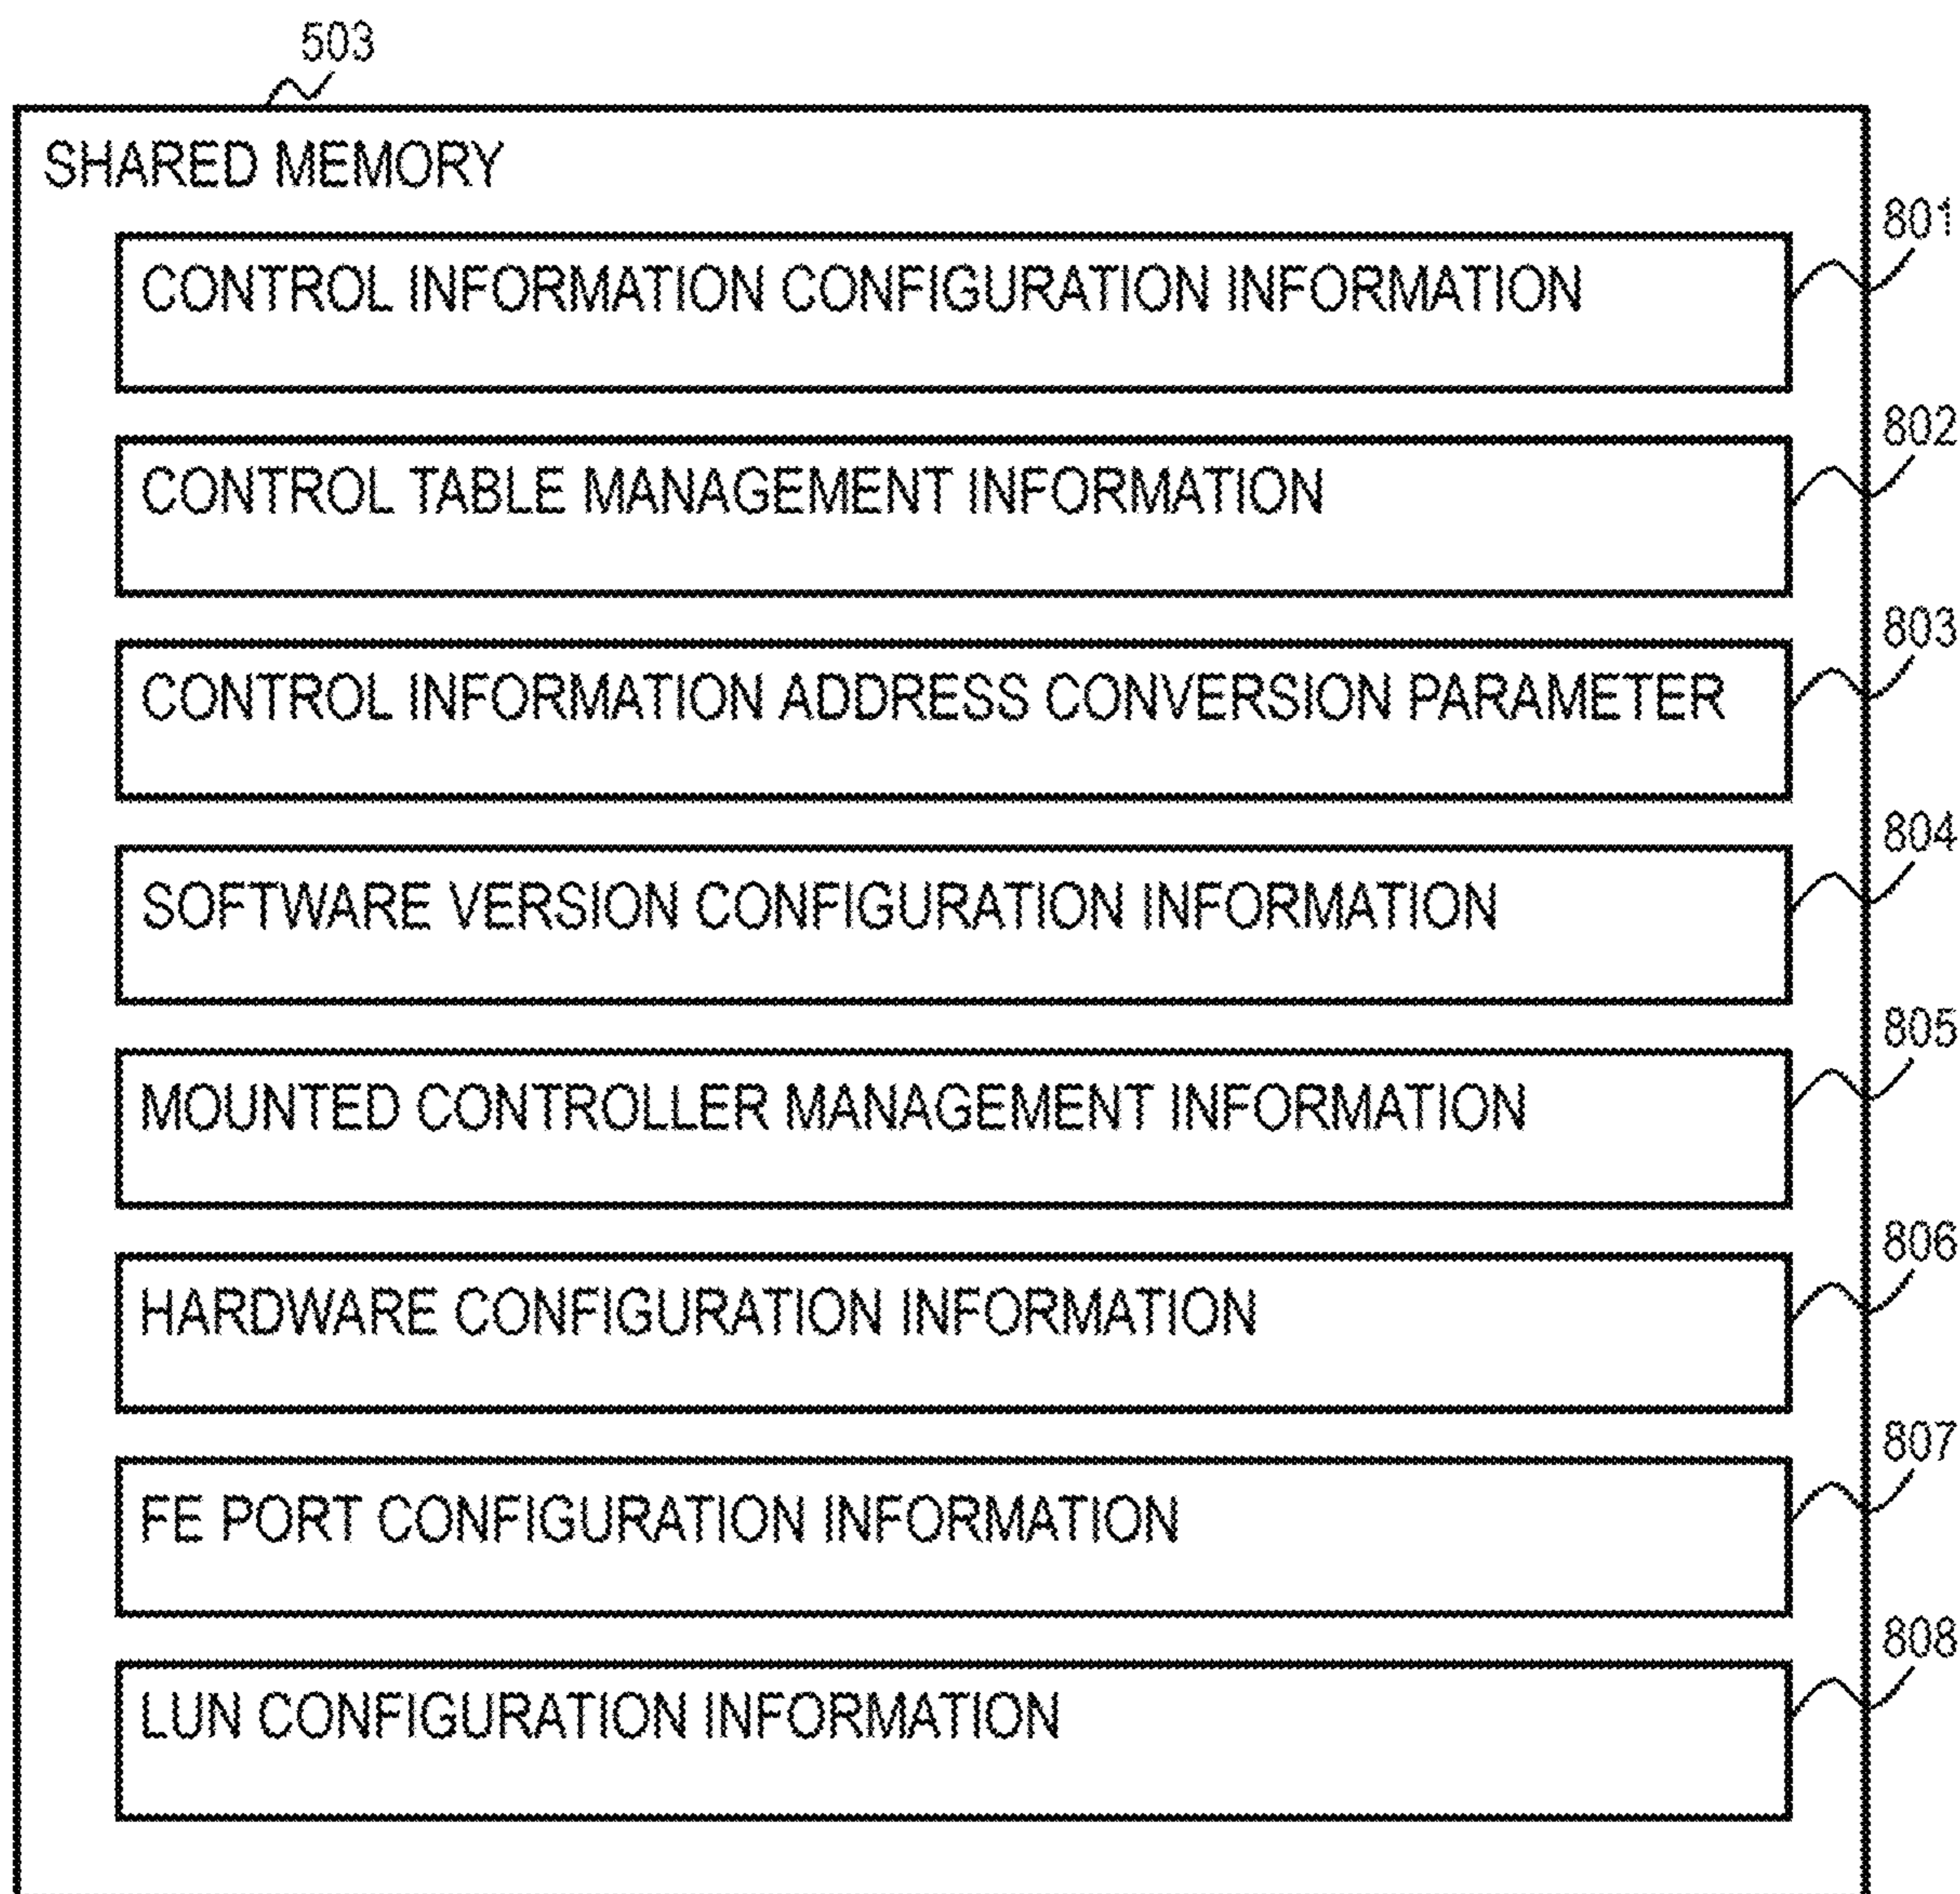 503
SHARED MEMORY
801
CONTROL INFORMATION CONFIGURATION INFORMATION
802
CONTROL TABLE MANAGEMENT INFORMATION
803
CONTROL INFORMATION ADDRESS CONVERSION PARAMETER
804
SOFTWARE VERSION CONFIGURATION INFORMATION
805
MOUNTED CONTROLLER MANAGEMENT INFORMATION
806
HARDWARE CONFIGURATION INFORMATION
807
FE PORT CONFIGURATION INFORMATION
808
LUN CONFIGURATION INFORMATION